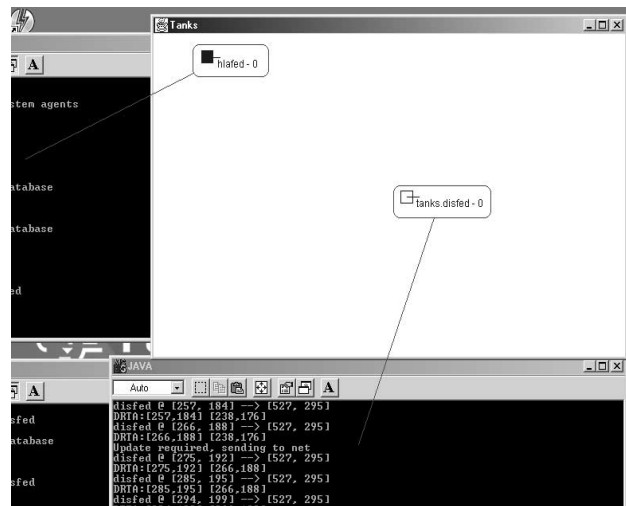 Tanks
hlafed - 0
A
stem agents
atabase
atabase
ed
tanks.disfed - 0
JAVA
Auto
A
A
sfed
atabase
sfed
disfed @ [257, 184] --> [527, 295]
DRTA:[257,184] [238,176]
disfed @ [266, 188] --> [527, 295]
DRTA:[266,188] [238,176]
Update required, sending to net
disfed @ [275, 192] --> [527, 295]
DRTA:[275,192] [266,188]
disfed @ [285, 195] --> [527, 295]
DRTA:[285,195] [266,188]
disfed @ [294, 199] --> [527, 295]